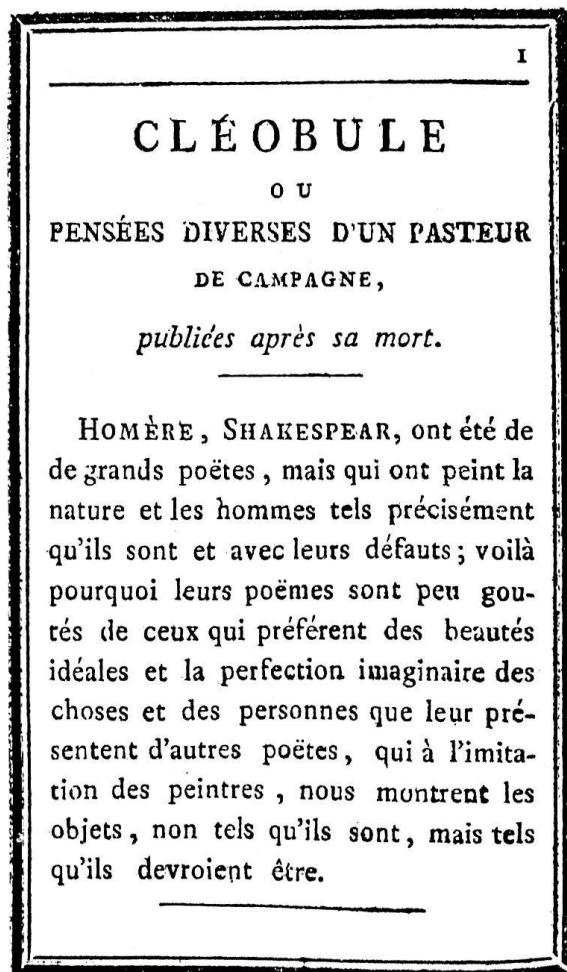 1
CLÉOBULE
OU
PENSÉES DIVERSES D'UN PASTEUR
DE CAMPAGNE,
publiées après sa mort.
HOMÈRE, SHAKESPEAR, ont été de
de grands poëtes, mais qui ont peint la
nature et les hommes tels précisément
qu'ils sont et avec leurs défauts; voilà
pourquoi leurs poëmes sont peu gou-
tés de ceux qui préférent des beautés
idéales et la perfection imaginaire des
choses et des personnes que leur pré-
sentent d'autres poëtes, qui à l'imita-
tion des peintres, nous montrent les
objets, non tels qu'ils sont, mais tels
qu'ils devroient être.